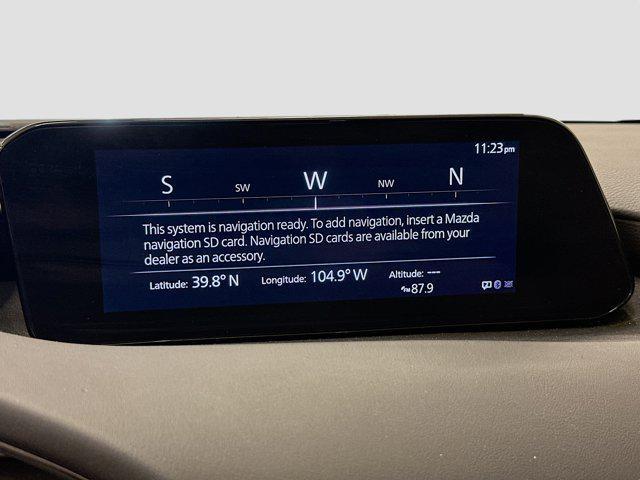 11:23pm
S SW W NW N
This system is navigation ready. To add navigation, insert a Mazda
navigation SD card. Navigation SD cards are available from your
dealer as an accessory.
Latitude: 39.8° N Longitude: 104.9° W Altitude: ---
FM 87.9